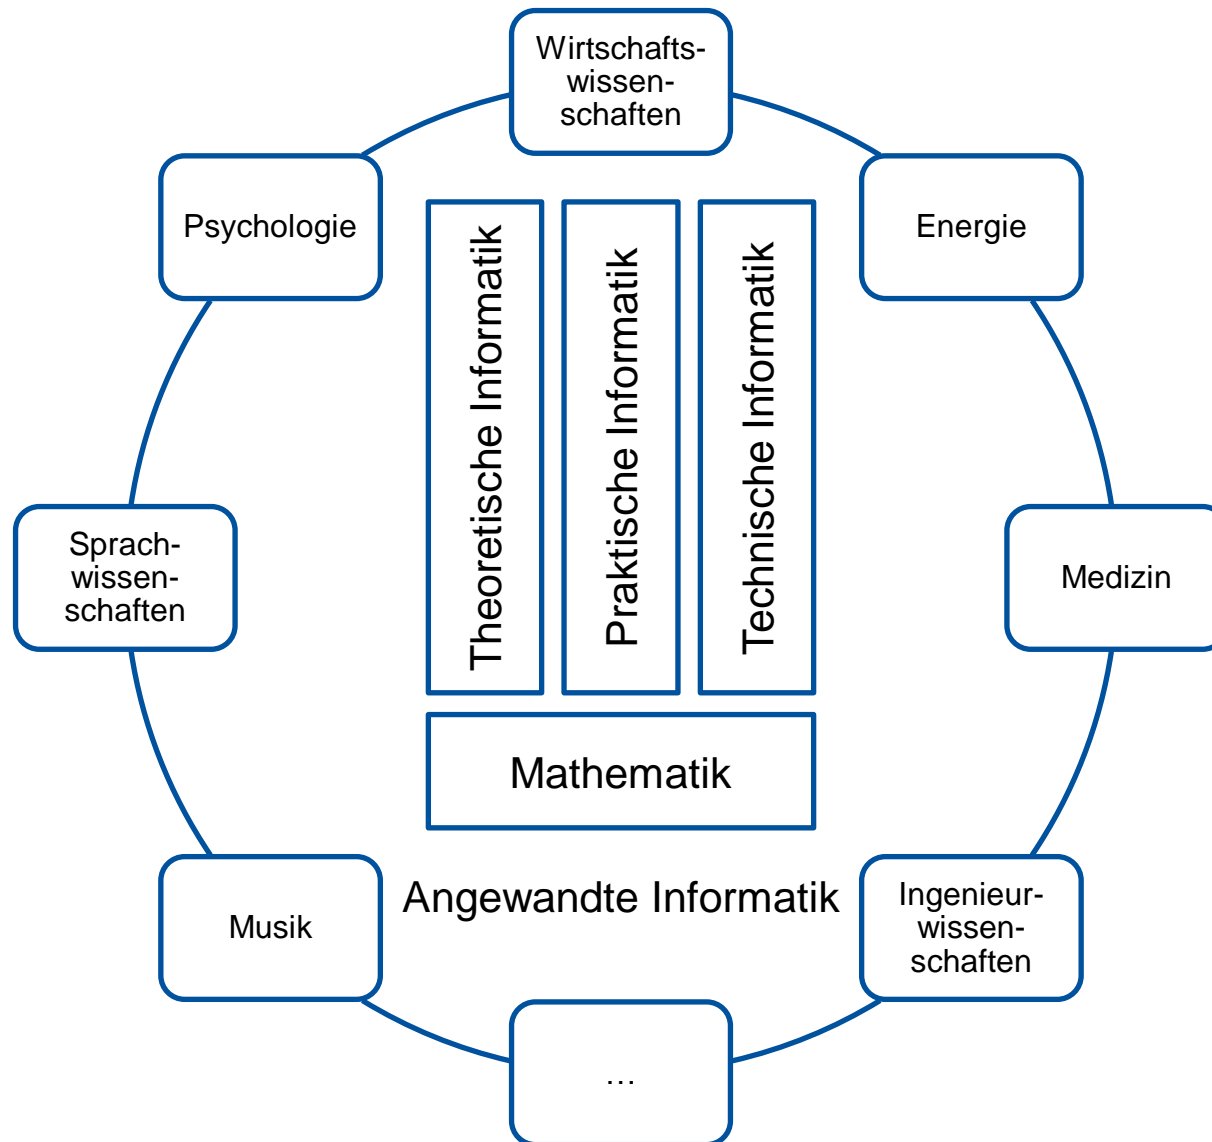 Wirtschafts-
wissen-
schaften
Psychologie
Energie
Theoretische Informatik
Praktische Informatik
Technische Informatik
Sprach-
wissen-
schaften
Medizin
Mathematik
Angewandte Informatik
Musik
Ingenieur-
wissen-
schaften
...